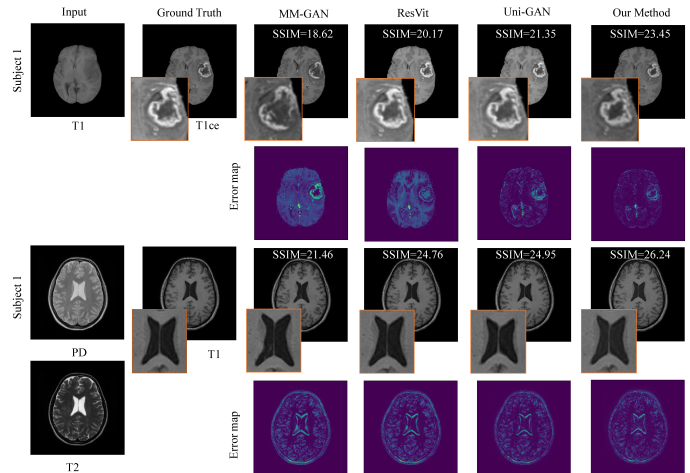 Input Ground Truth MM-GAN ResVit Uni-GAN Our Method
Subject 1
SSIM=18.62 SSIM=20.17 SSIM=21.35 SSIM=23.45
T1 T1ce
Error map
Subject 1
SSIM=21.46 SSIM=24.76 SSIM=24.95 SSIM=26.24
PD T1
Error map
T2